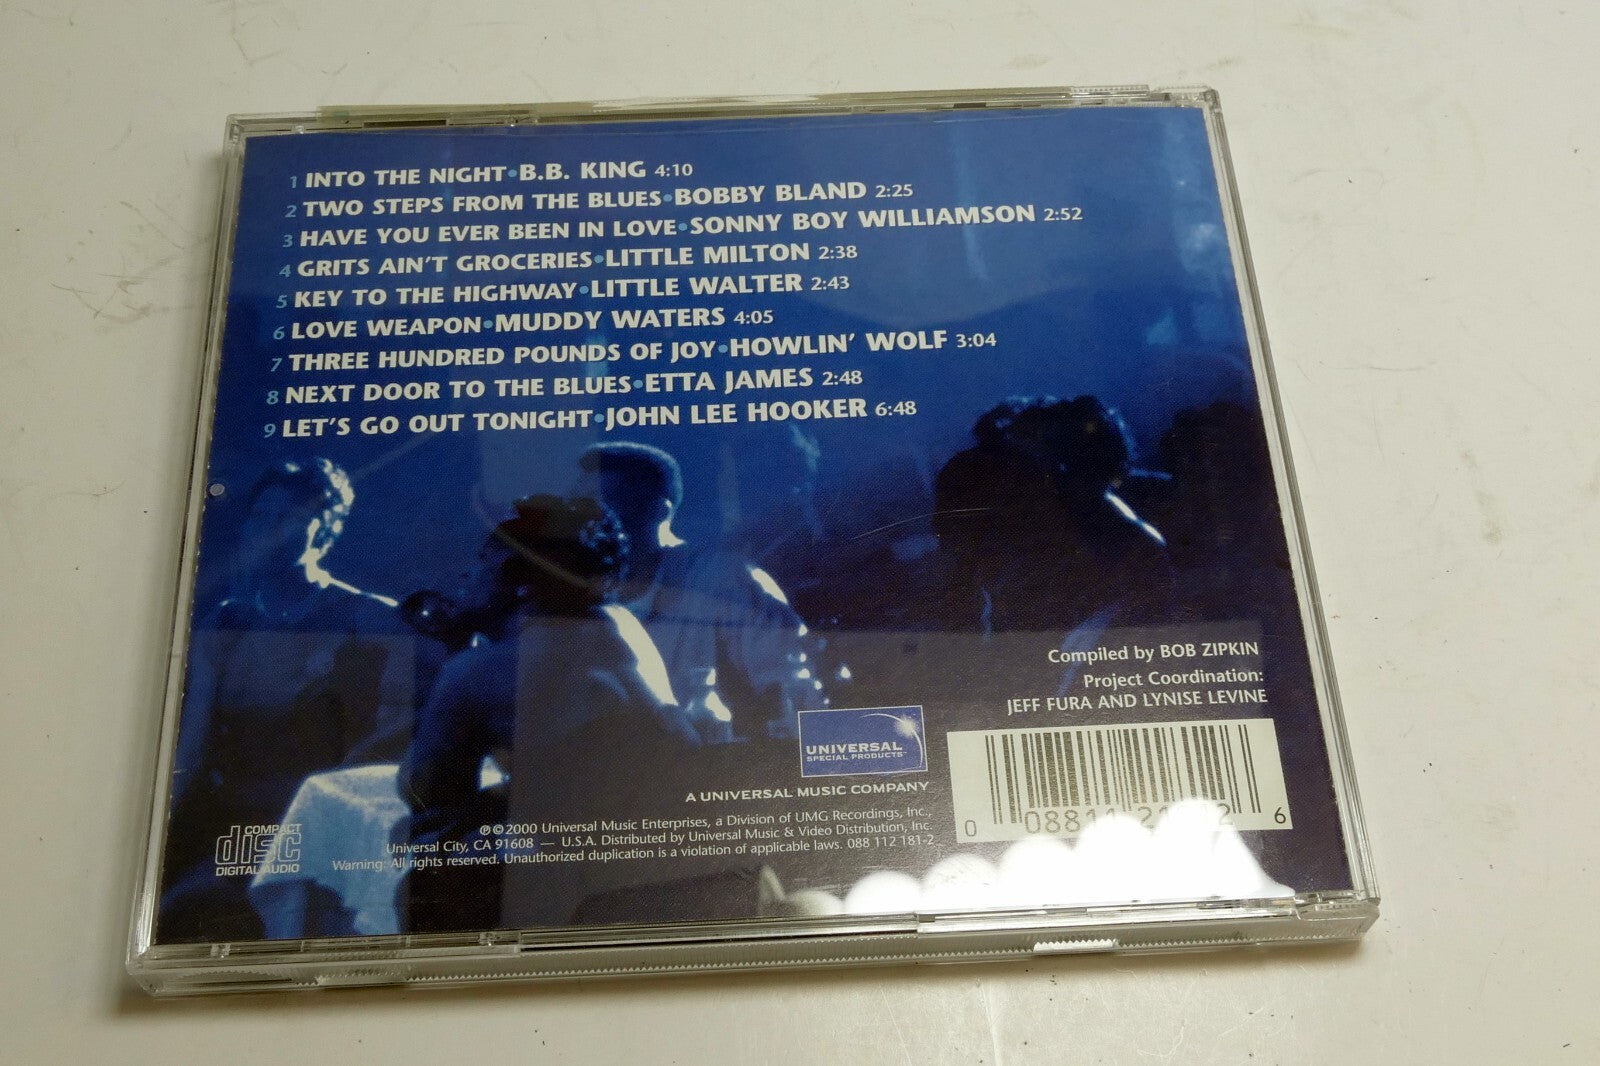 1 INTO THE NIGHT•B.B. KING 4:10
2 TWO STEPS FROM THE BLUES•BOBBY BLAND 2:25
3 HAVE YOU EVER BEEN IN LOVE•SONNY BOY WILLIAMSON 2:52
4 GRITS AIN'T GROCERIES•LITTLE MILTON 2:38
5 KEY TO THE HIGHWAY•LITTLE WALTER 2:43
6 LOVE WEAPON•MUDDY WATERS 4:05
7 THREE HUNDRED POUNDS OF JOY•HOWLIN' WOLF 3:04
8 NEXT DOOR TO THE BLUES•ETTA JAMES 2:48
9 LET'S GO OUT TONIGHT•JOHN LEE HOOKER 6:48
Compiled by BOB ZIPKIN
Project Coordination:
JEFF FURA AND LYNISE LEVINE
UNIVERSAL
SPECIAL PRODUCTS™
A UNIVERSAL MUSIC COMPANY
℗©2000 Universal Music Enterprises, a Division of UMG Recordings, Inc.,
Universal City, CA 91608 — U.S.A. Distributed by Universal Music & Video Distribution, Inc.
Warning: All rights reserved. Unauthorized duplication is a violation of applicable laws. 088 112 181-2
COMPACT
disc
DIGITAL AUDIO
0 6